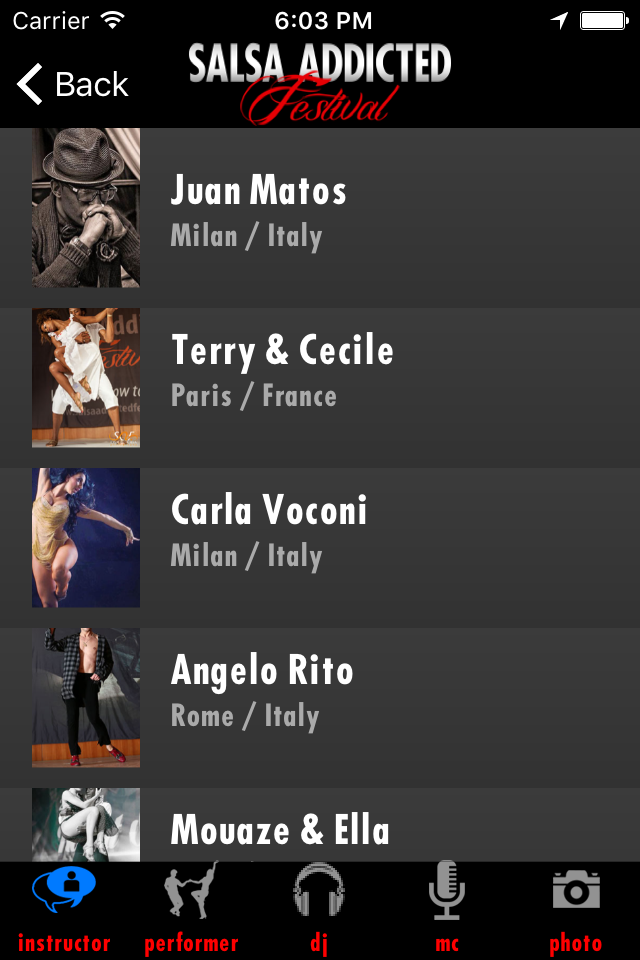 Carrier 6:03 PM
Back
SALSA ADDICTED
Festival
Juan Matos
Milan / Italy
Terry & Cecile
Paris / France
Carla Voconi
Milan / Italy
Angelo Rito
Rome / Italy
Mouaze & Ella
instructor performer dj mc photo